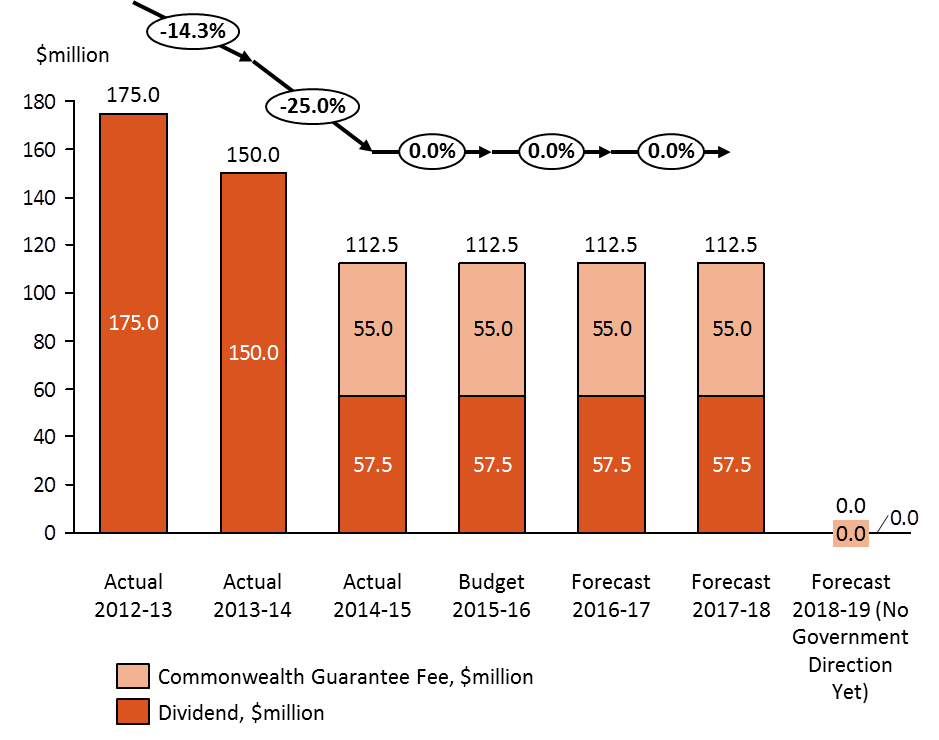 -14.3%
$million
-25.0%
0.0% 0.0% 0.0%
180
160
140
120
100
80
60
40
20
0
175.0
150.0
112.5 112.5 112.5 112.5
175.0
150.0
55.0 55.0 55.0 55.0
57.5 57.5 57.5 57.5
0.0
0.0
0.0
Actual
2012-13
Actual
2013-14
Actual
2014-15
Budget
2015-16
Forecast
2016-17
Forecast
2017-18
Forecast
2018-19 (No
Government
Direction
Yet)
Commonwealth Guarantee Fee, $million
Dividend, $million